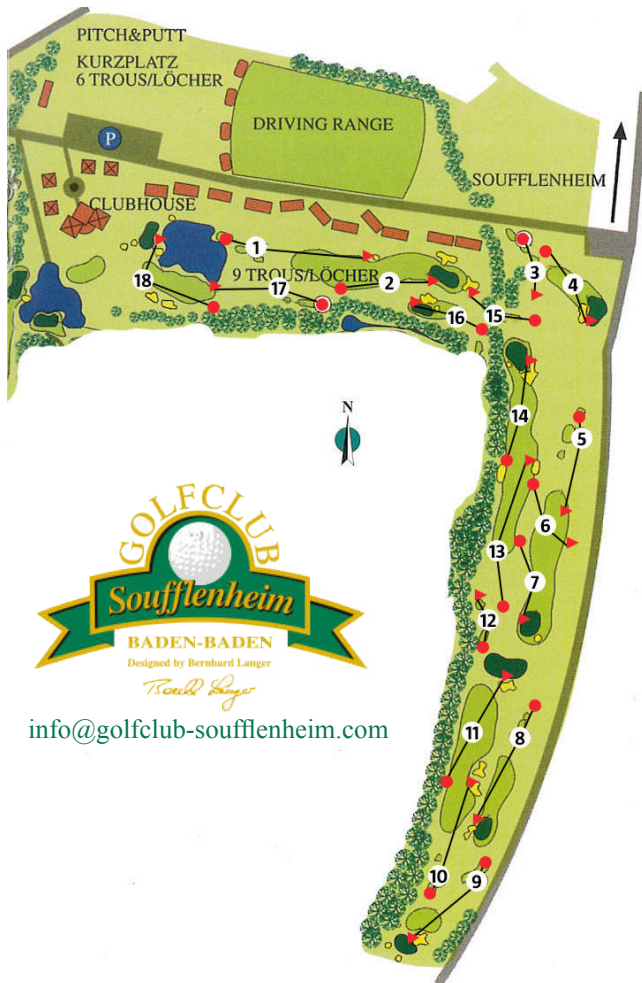 PITCH&PUTT
KURZPLATZ
6 TROUS/LÖCHER
P
DRIVING RANGE
SOUFFLENHEIM
CLUBHOUSE
1
9 TROUS/LÖCHER
18
17
2
3
4
16
15
14
5
N
6
13
7
12
GOLFCLUB
Soufflenheim
BADEN-BADEN
Designed by Bernhard Langer
Bernhard Langer
info@golfclub-soufflenheim.com
11
8
10
9